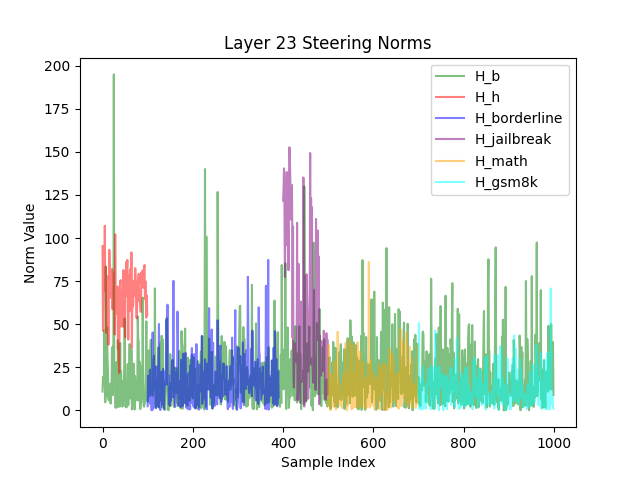 Layer 23 Steering Norms
Norm Value
200
175
150
125
100
75
50
25
0
H_b
H_h
H_borderline
H_jailbreak
H_math
H_gsm8k
0
200
400
600
800
1000
Sample Index